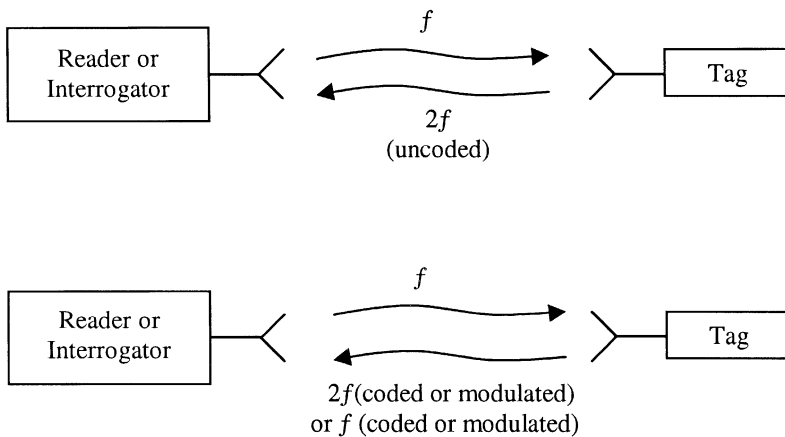 f
Reader or
Interrogator
Tag
2f
(uncoded)
f
Reader or
Interrogator
Tag
2f(coded or modulated)
or f (coded or modulated)